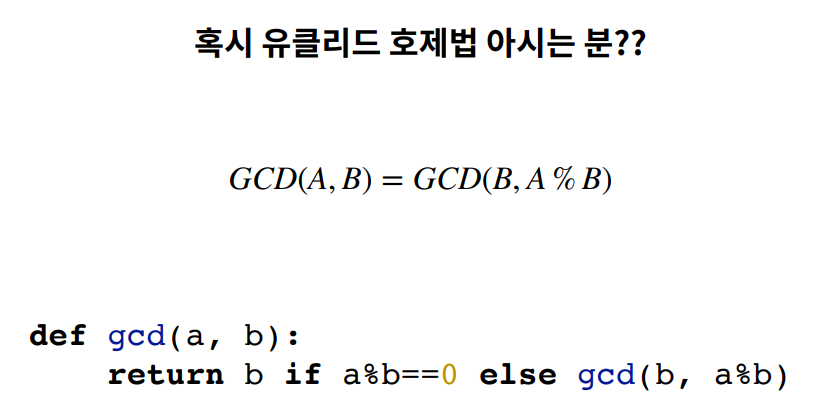 혹시 유클리드 호제법 아시는 분??
GCD(A, B) = GCD(B, A % B)
def gcd(a, b):
    return b if a%b==0 else gcd(b, a%b)